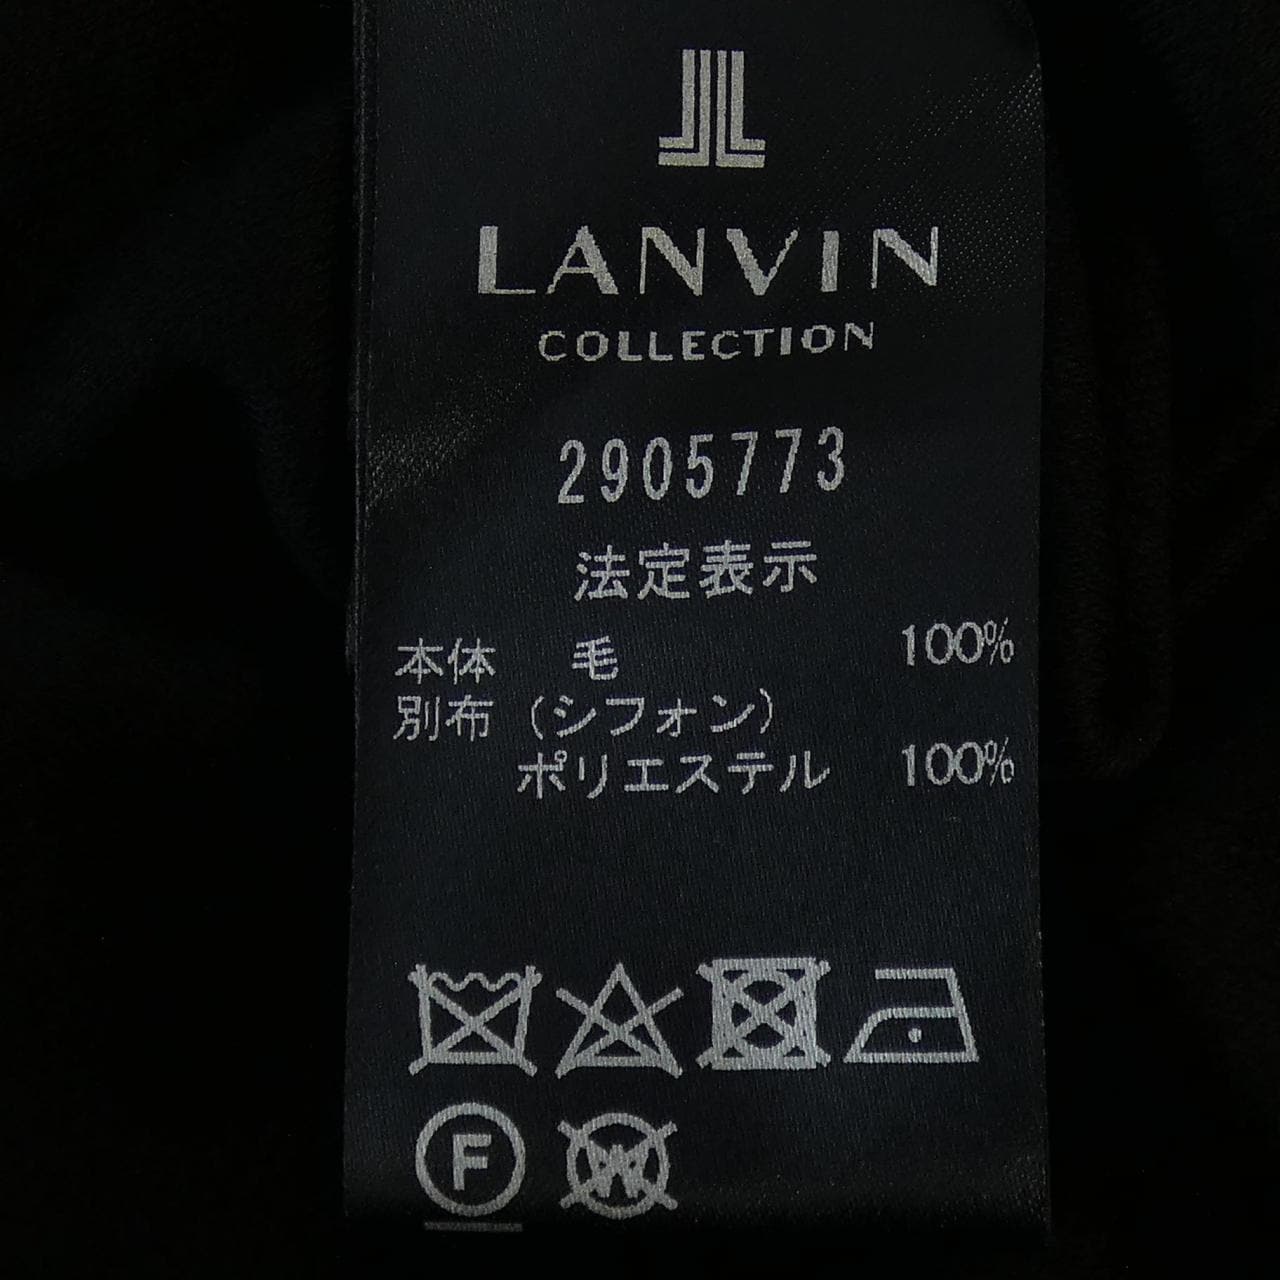 LANVIN
COLLECTION
2905773
法定表示
本体 毛 100%
別布 (シフォン)
ポリエステル 100%
F
W